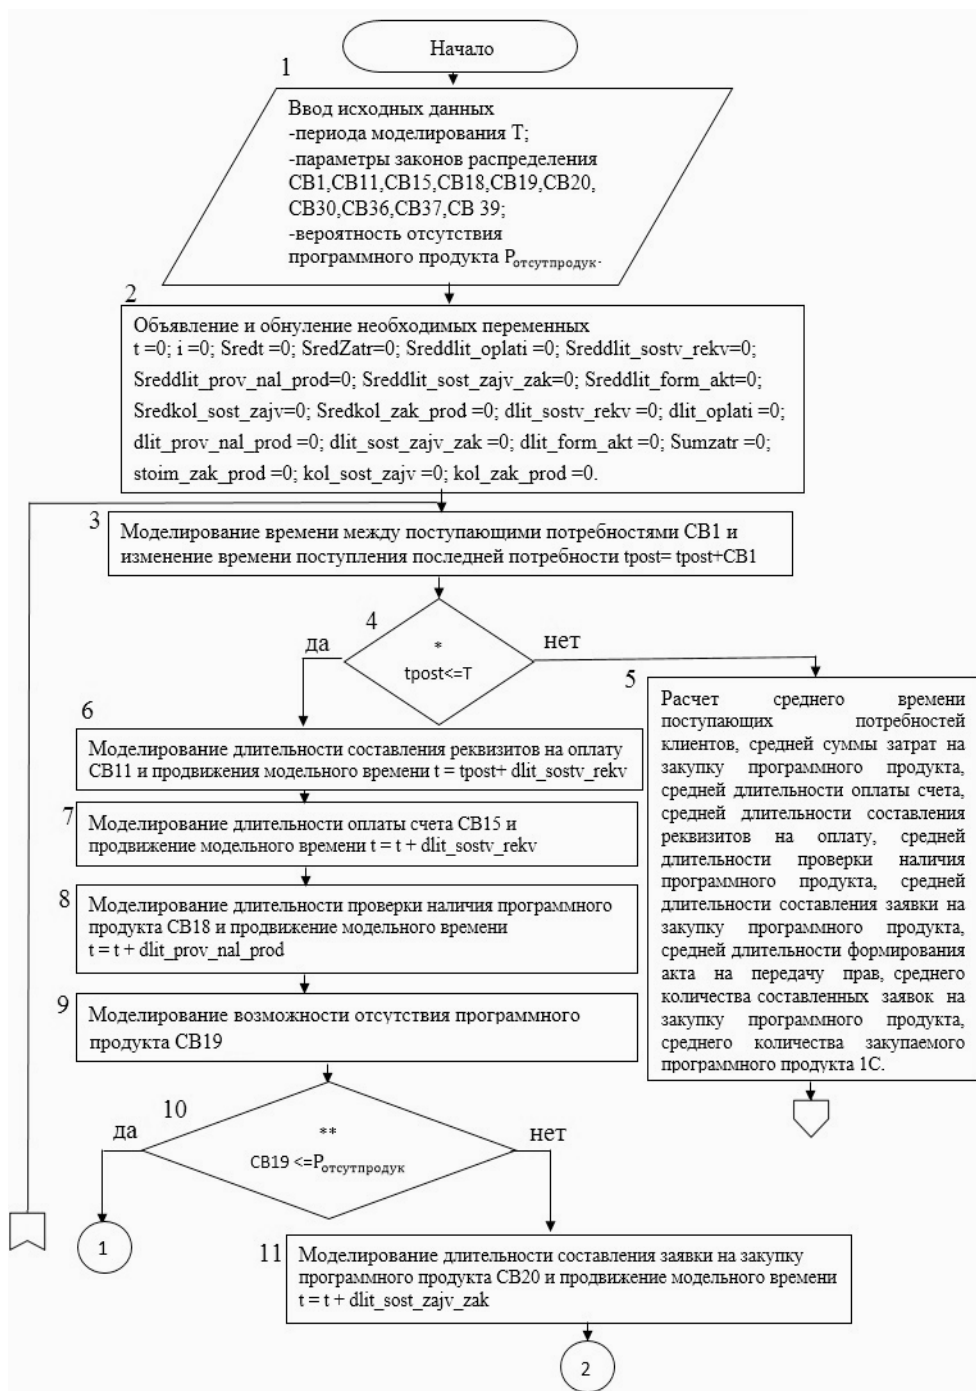 Начало
1
Ввод исходных данных
-периода моделирования Т;
-параметры законов распределения
СВ1,СВ11,СВ15,СВ18,СВ19,СВ20,
СВ30,СВ36,СВ37,СВ 39;
-вероятность отсутствия
программного продукта Pотсутпродук.
2
Объявление и обнуление необходимых переменных
t =0; i =0; Sredt =0; SredZatr=0; Sreddlit_oplati =0; Sreddlit_sostv_rekv=0;
Sreddlit_prov_nal_prod=0; Sreddlit_sost_zajv_zak=0; Sreddlit_form_akt=0;
Sredkol_sost_zajv=0; Sredkol_zak_prod =0; dlit_sostv_rekv =0; dlit_oplati =0;
dlit_prov_nal_prod =0; dlit_sost_zajv_zak =0; dlit_form_akt =0; Sumzatr =0;
stoim_zak_prod =0; kol_sost_zajv =0; kol_zak_prod =0.
3
Моделирование времени между поступающими потребностями СВ1 и
изменение времени поступления последней потребности tpost= tpost+СВ1
4
да
*
нет
tpost<=T
5
Расчет среднего времени
поступающих потребностей
клиентов, средней суммы затрат на
закупку программного продукта,
средней длительности оплаты счета,
средней длительности составления
реквизитов на оплату, средней
длительности проверки наличия
программного продукта, средней
длительности составления заявки на
закупку программного продукта,
средней длительности формирования
акта на передачу прав, среднего
количества составленных заявок на
закупку программного продукта,
среднего количества закупаемого
программного продукта 1С.
6
Моделирование длительности составления реквизитов на оплату
СВ11 и продвижения модельного времени t = tpost+ dlit_sostv_rekv
7
Моделирование длительности оплаты счета СВ15 и
продвижение модельного времени t = t + dlit_sostv_rekv
8
Моделирование длительности проверки наличия программного
продукта СВ18 и продвижение модельного времени
t = t + dlit_prov_nal_prod
9
Моделирование возможности отсутствия программного
продукта СВ19
10
да
**
нет
СВ19 <=Pотсутпродук
1
11
Моделирование длительности составления заявки на закупку
программного продукта СВ20 и продвижение модельного времени
t = t + dlit_sost_zajv_zak
2